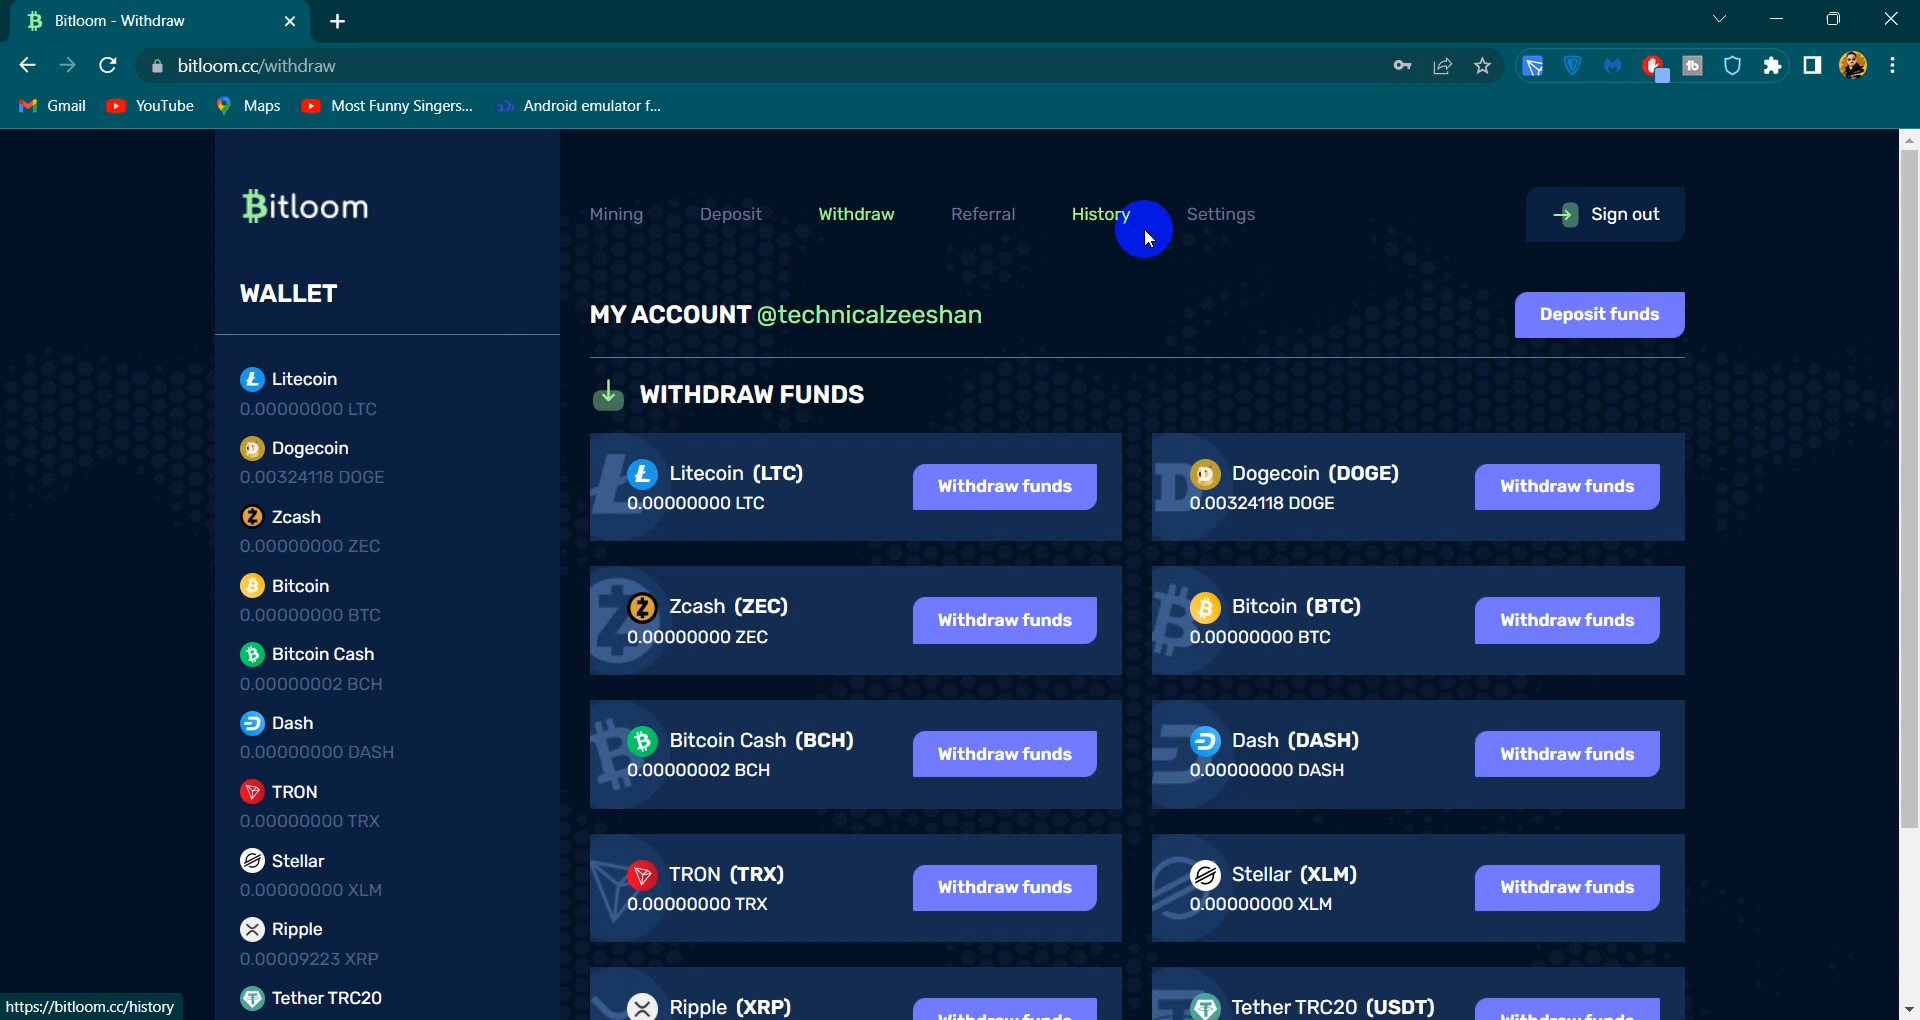 Bitloom - Withdraw
bitloom.cc/withdraw
Gmail
YouTube
Maps
Most Funny Singers...
Android emulator f...
Bitloom
Mining
Deposit
Withdraw
Referral
History
Settings
Sign out
WALLET
MY ACCOUNT @technicalzeeshan
Deposit funds
WITHDRAW FUNDS
Litecoin
0.00000000 LTC
Dogecoin
0.00324118 DOGE
Zcash
0.00000000 ZEC
Bitcoin
0.00000000 BTC
Bitcoin Cash
0.00000002 BCH
Dash
0.00000000 DASH
TRON
0.00000000 TRX
Stellar
0.00000000 XLM
Ripple
0.00009223 XRP
Tether TRC20
Litecoin (LTC)
0.00000000 LTC
Withdraw funds
Dogecoin (DOGE)
0.00324118 DOGE
Withdraw funds
Zcash (ZEC)
0.00000000 ZEC
Withdraw funds
Bitcoin (BTC)
0.00000000 BTC
Withdraw funds
Bitcoin Cash (BCH)
0.00000002 BCH
Withdraw funds
Dash (DASH)
0.00000000 DASH
Withdraw funds
TRON (TRX)
0.00000000 TRX
Withdraw funds
Stellar (XLM)
0.00000000 XLM
Withdraw funds
Ripple (XRP)
Withdraw funds
Tether TRC20 (USDT)
Withdraw funds
https://bitloom.cc/history